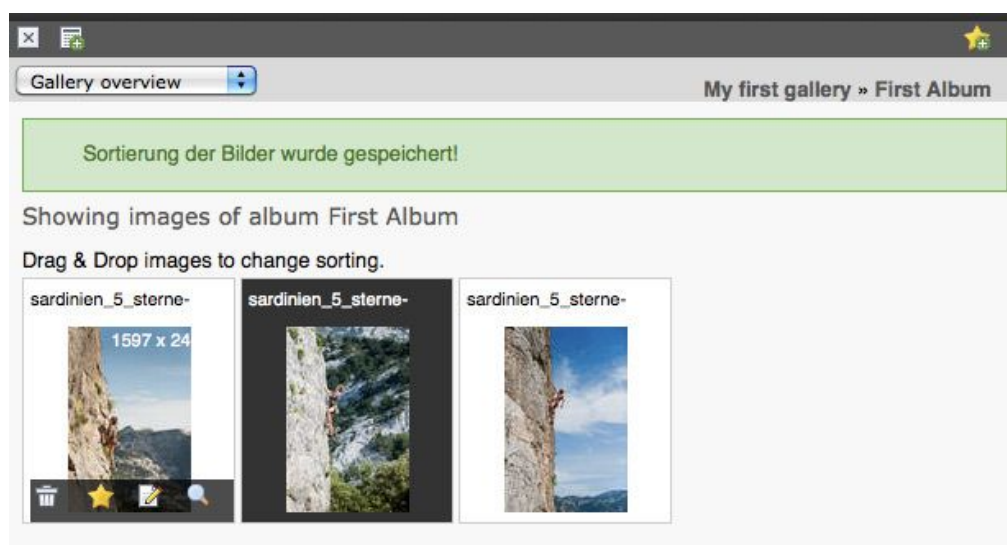 Gallery overview
My first gallery » First Album
Sortierung der Bilder wurde gespeichert!
Showing images of album First Album
Drag & Drop images to change sorting.
sardinien_5_sterne-
sardinien_5_sterne-
sardinien_5_sterne-
1597 x 24